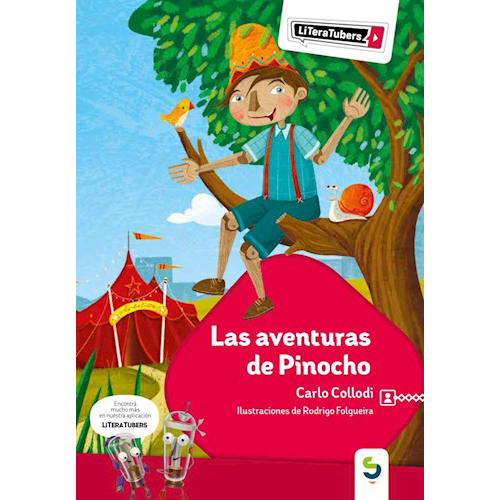 LiTeraTubers
Las aventuras
de Pinocho
Carlo Collodi
Ilustraciones de Rodrigo Folgueira
Encontrá
mucho más
en nuestra aplicación
LiTERATUBERS